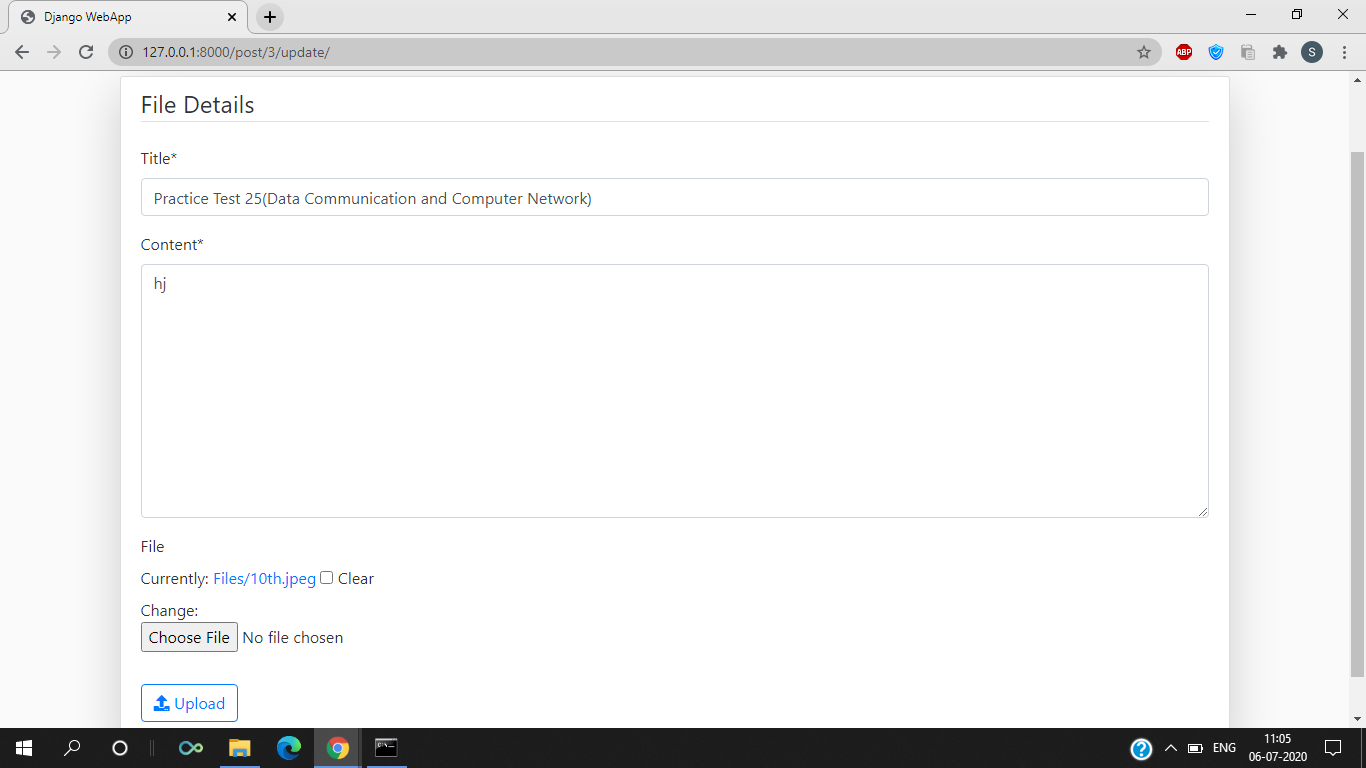 Django WebApp
127.0.0.1:8000/post/3/update/
ABP
S
File Details
Title*
Practice Test 25(Data Communication and Computer Network)
Content*
hj
File
Currently: Files/10th.jpeg Clear
Change:
Choose File No file chosen
Upload
ENG
11:05
06-07-2020